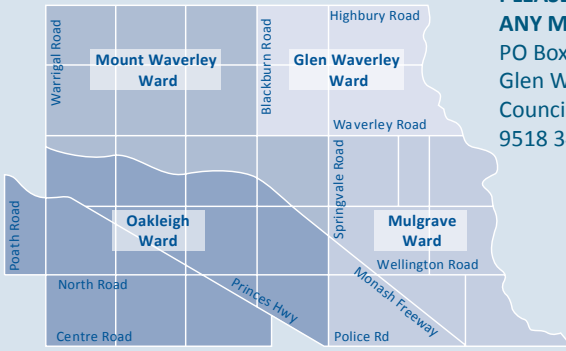 Highbury Road
Warrigal Road
Mount Waverley
Ward
Blackburn Road
Glen Waverley
Ward
Waverley Road
Springvale Road
Poath Road
Oakleigh
Ward
Mulgrave
Ward
Wellington Road
North Road
Princes Hwy
Monash Freeway
Centre Road
Police Rd
ANY M
PO Box
Glen W
Counci
9518 3